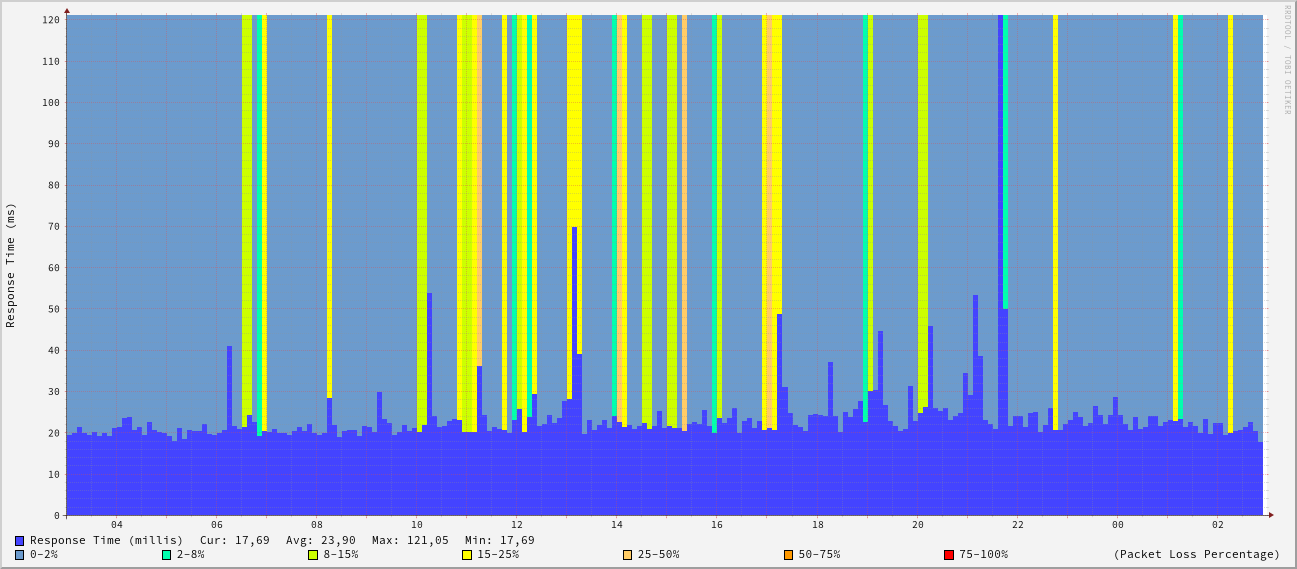 RRDTOOL / TOBI OETIKER
Response Time (ms)
120
110
100
90
80
70
60
50
40
30
20
10
0
04 06 08 10 12 14 16 18 20 22 00 02
Response Time (millis) Cur: 17,69 Avg: 23,90 Max: 121,05 Min: 17,69
0-2% 2-8% 8-15% 15-25% 25-50% 50-75% 75-100% (Packet Loss Percentage)